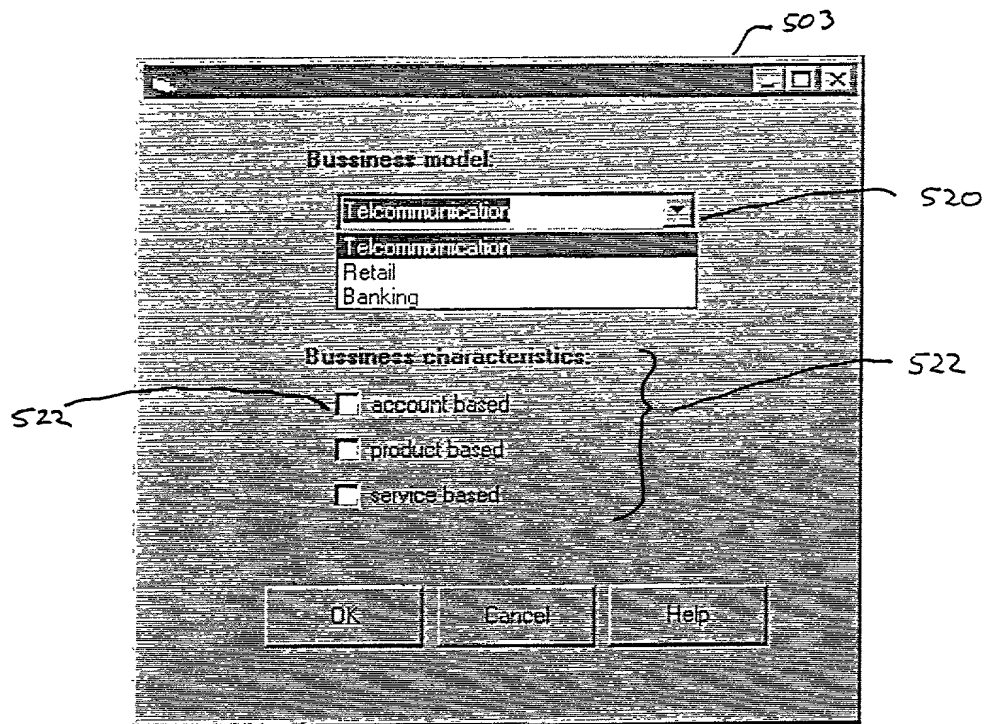 503
Bussiness model:
Telcommunication
520
Telcommunication
Retail
Banking
Bussiness characteristics:
522
522
account based
product based
service based
OK Cancel Help